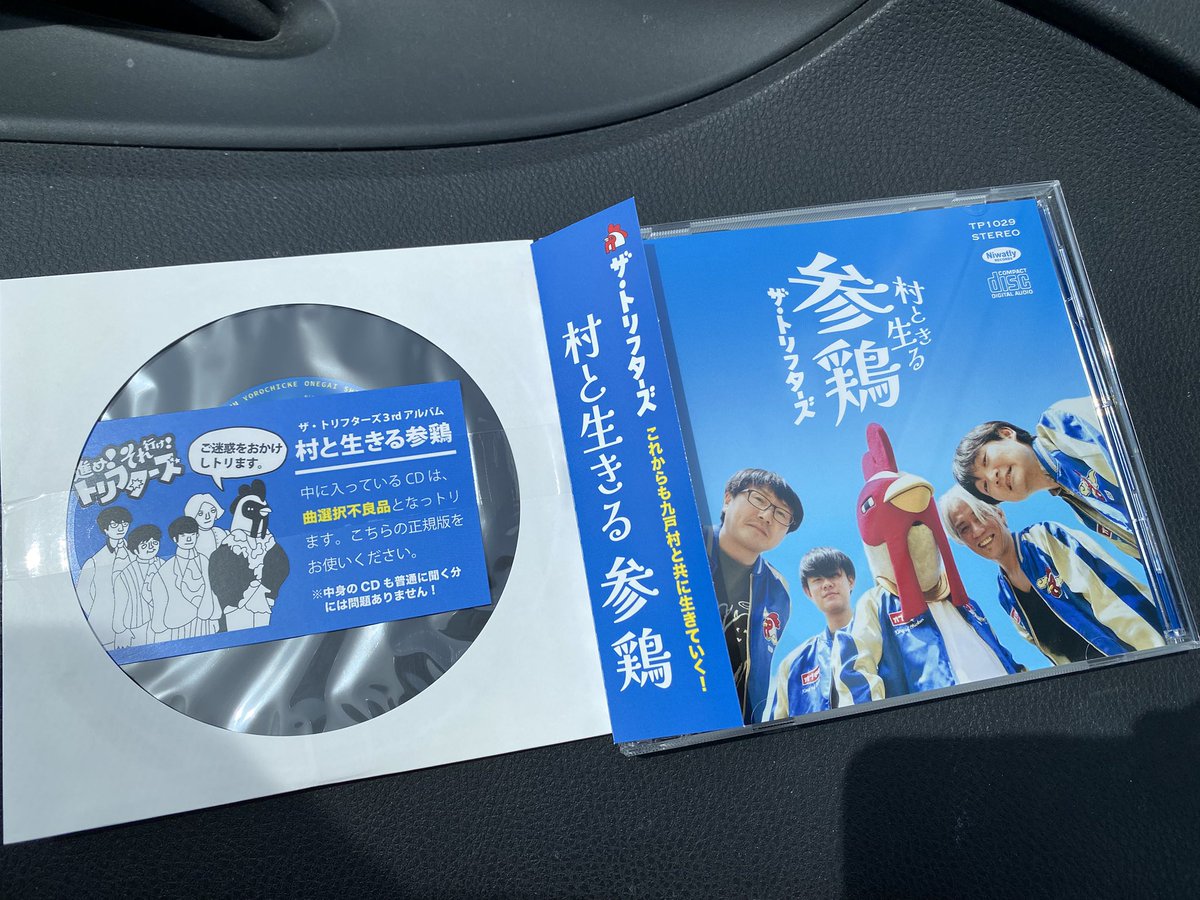 YOROCHICKE ONEGAI
ザ・トリフターズ3rdアルバム
村と生きる参鶏
ご迷惑をおかけ
しトリます。
それ行け!
トリフターズ
中に入っているCDは、
曲選択不良品となっトリ
ます。こちらの正規版を
お使いください。
※中身のCDも普通に聞く分
には問題ありません!
ザ・トリフターズ
村と生きる 参鶏
これからも九戸村と共に生きていく!
TP1029
STEREO
Niwatly
RECORDS
COMPACT
disc
DIGITAL AUDIO
村と生きる
参鶏
ザ・トリフターズ